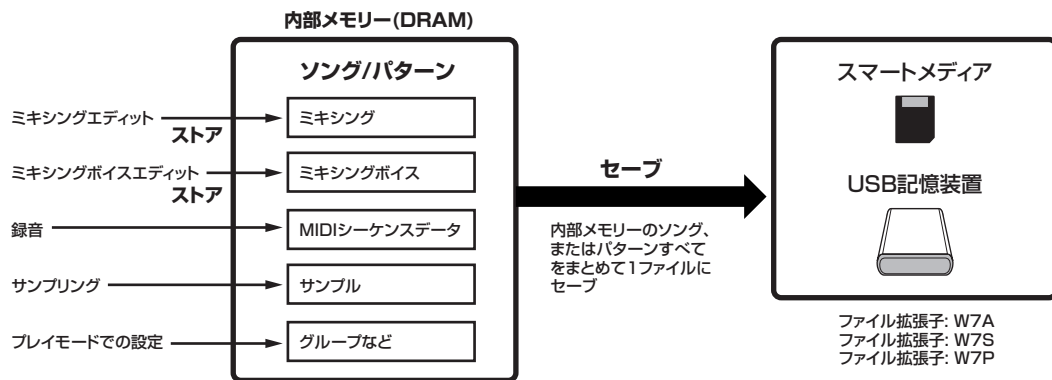 内部メモリー(DRAM)
ソング/パターン
ミキシングエディット
ストア
ミキシング
ミキシングボイスエディット
ストア
ミキシングボイス
録音
MIDIシーケンスデータ
サンプリング
サンプル
プレイモードでの設定
グループなど
セーブ
内部メモリーのソング、
またはパターンすべて
をまとめて1ファイルに
セーブ
スマートメディア
USB記憶装置
ファイル拡張子: W7A
ファイル拡張子: W7S
ファイル拡張子: W7P